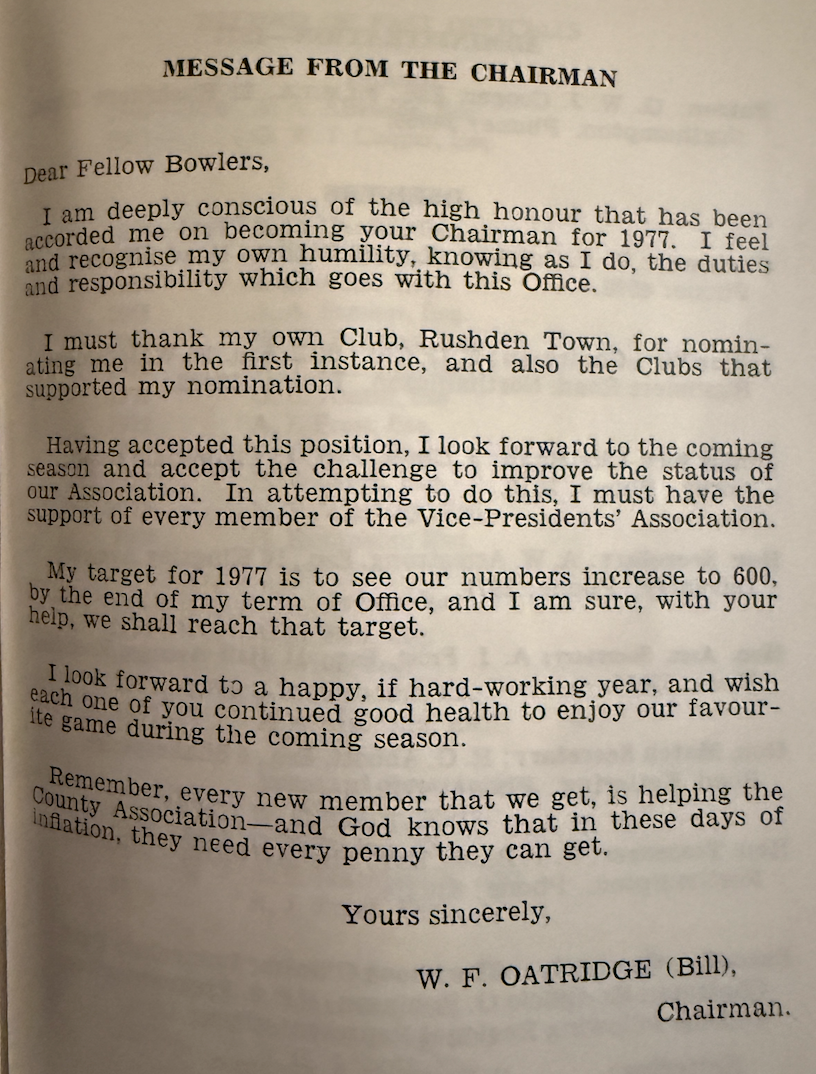 MESSAGE FROM THE CHAIRMAN
Dear Fellow Bowlers,
I am deeply conscious of the high honour that has been
accorded me on becoming your Chairman for 1977. I feel
and recognise my own humility, knowing as I do, the duties
and responsibility which goes with this Office.
I must thank my own Club, Rushden Town, for nomin-
ating me in the first instance, and also the Clubs that
supported my nomination.
Having accepted this position, I look forward to the coming
season and accept the challenge to improve the status of
our Association. In attempting to do this, I must have the
support of every member of the Vice-Presidents' Association.
My target for 1977 is to see our numbers increase to 600,
by the end of my term of Office, and I am sure, with your
help, we shall reach that target.
I look forward to a happy, if hard-working year, and wish
each one of you continued good health to enjoy our favour-
ite game during the coming season.
Remember, every new member that we get, is helping the
County Association—and God knows that in these days of
inflation, they need every penny they can get.
Yours sincerely,
W. F. OATRIDGE (Bill),
Chairman.